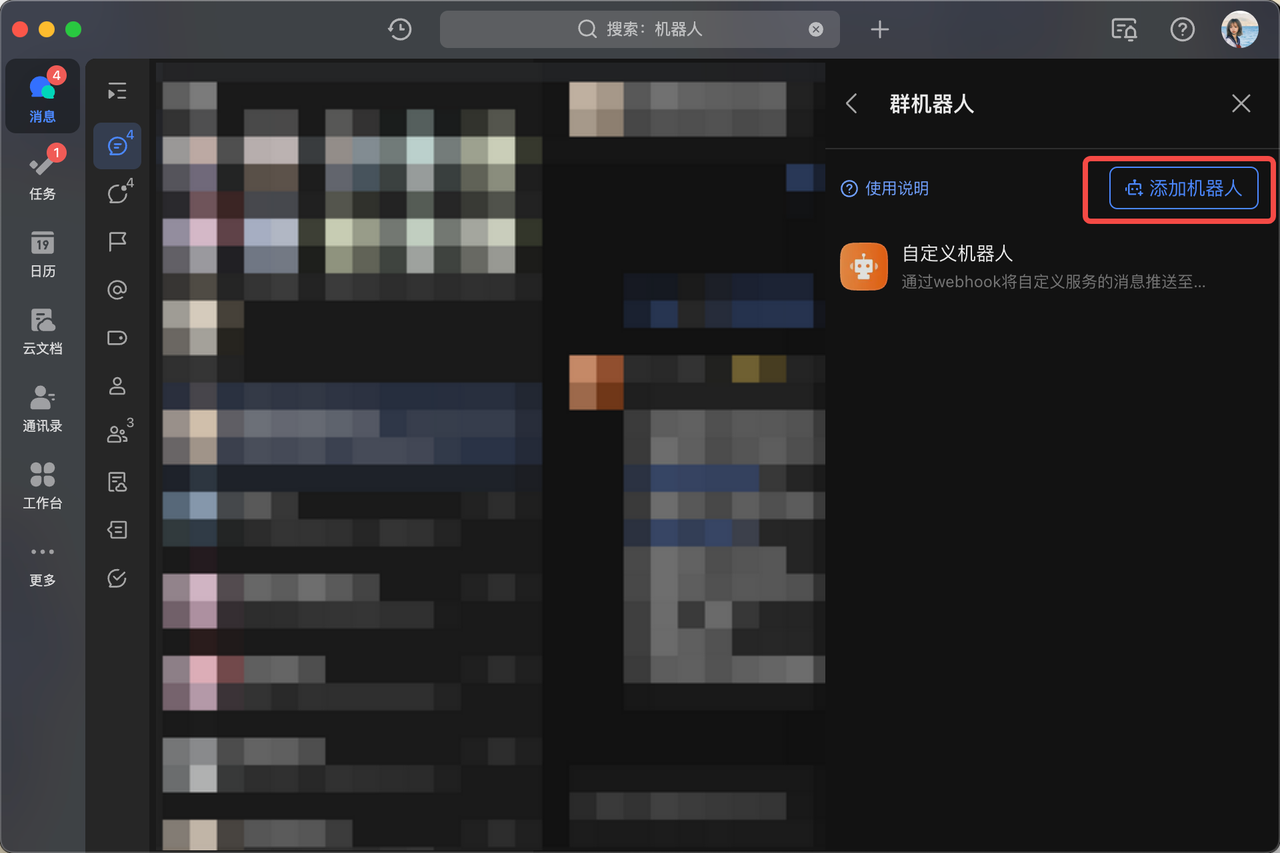 搜索：机器人
4
消息
1
任务
19
日历
云文档
通讯录
工作台
更多
4
4
3
群机器人
使用说明
添加机器人
自定义机器人
通过webhook将自定义服务的消息推送至...